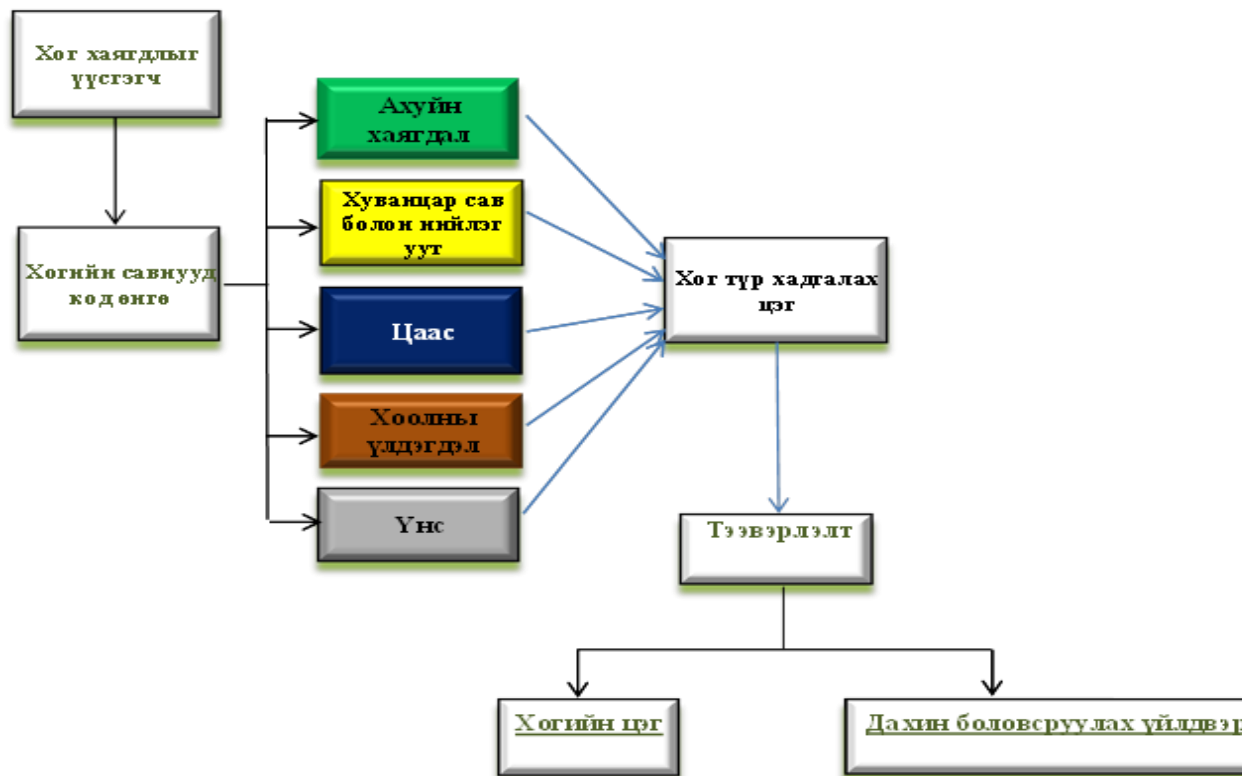 Хог хаягдлыг
үүсгэгч
Хогийн савнууд
код өнгө
Ахуйн
хаягдал
Хуванцар сав
болон нийлэг
уут
Цаас
Хоолны
үлдэгдэл
Үнс
Хог түр хадгалах
цэг
Тээвэрлэлт
Хогийн цэг
Дахин боловсруулах үйлдвэр